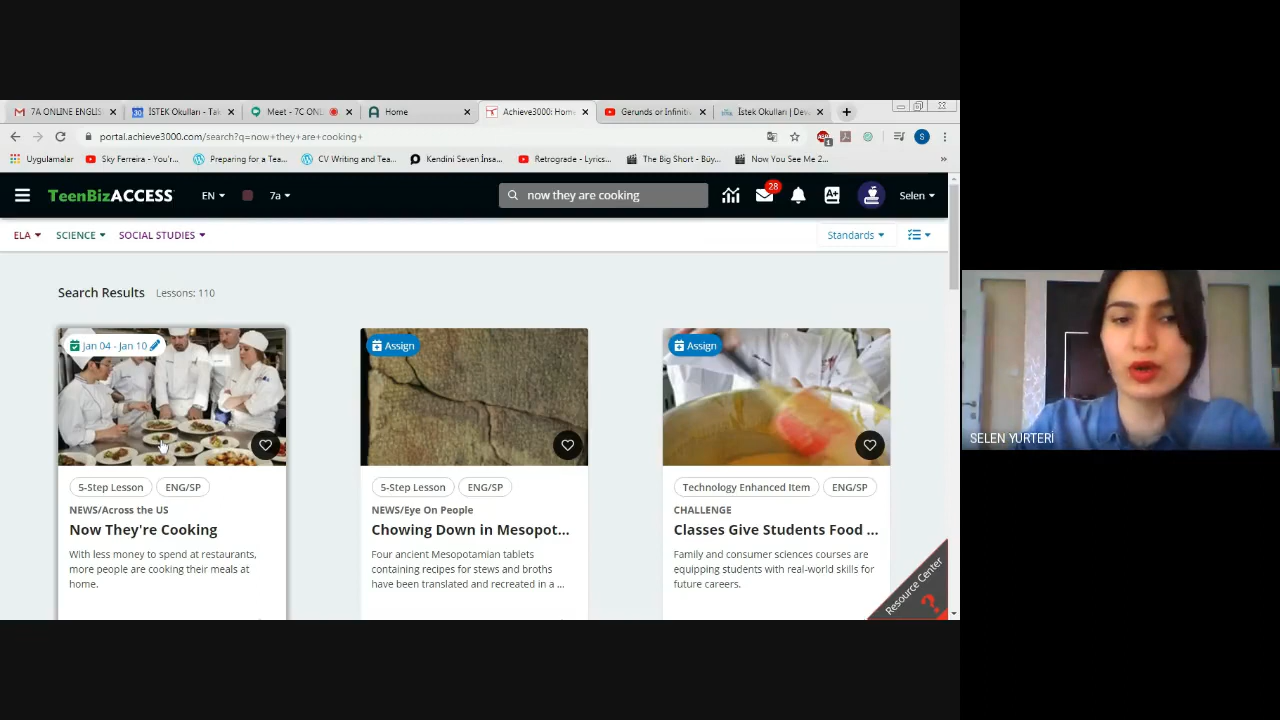 7A ONLINE ENGLIS
İSTEK Okulları - Tak
Meet - 7C ONL
Home
Achieve3000: Hom
Gerunds or Infinitiv
İstek Okulları | Dev
portal.achieve3000.com/search?q=now+they+are+cooking+
Uygulamalar
Sky Ferreira - You'r...
Preparing for a Tea...
CV Writing and Tea...
Kendini Seven İnsa...
Retrograde - Lyrics...
The Big Short - Büy...
Now You See Me 2...
TeenBizACCESS
EN
7a
now they are cooking
28
A+
Selen
ELA
SCIENCE
SOCIAL STUDIES
Standards
Search Results Lessons: 110
Jan 04 - Jan 10
5-Step Lesson ENG/SP
NEWS/Across the US
Now They're Cooking
With less money to spend at restaurants,
more people are cooking their meals at
home.
Assign
5-Step Lesson ENG/SP
NEWS/Eye On People
Chowing Down in Mesopot...
Four ancient Mesopotamian tablets
containing recipes for stews and broths
have been translated and recreated in a ...
Assign
Technology Enhanced Item ENG/SP
CHALLENGE
Classes Give Students Food ...
Family and consumer sciences courses are
equipping students with real-world skills for
future careers.
Resource Center
?
SELEN YURTERİ